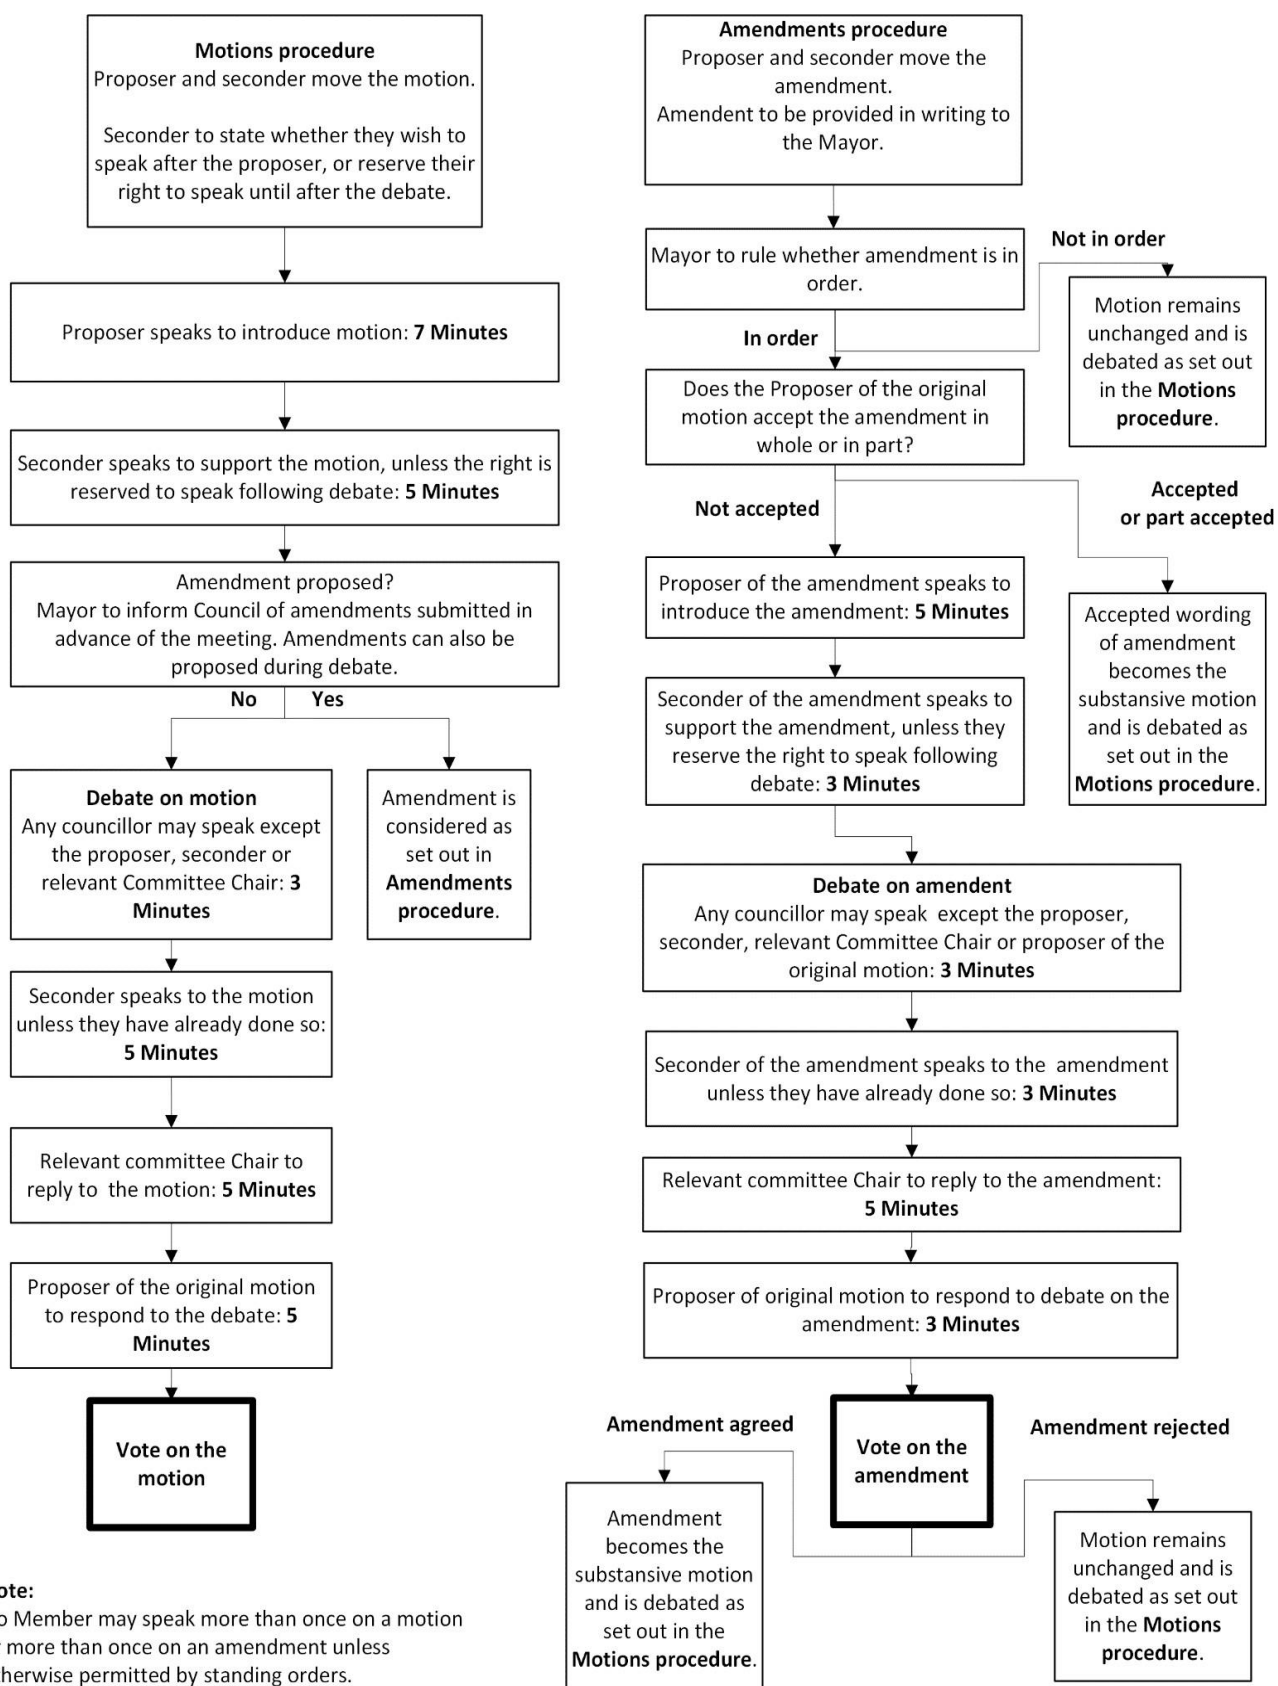 Motions procedure
Proposer and seconder move the motion.
Seconder to state whether they wish to
speak after the proposer, or reserve their
right to speak until after the debate.
Proposer speaks to introduce motion: 7 Minutes
Seconder speaks to support the motion, unless the right is
reserved to speak following debate: 5 Minutes
Amendment proposed?
Mayor to inform Council of amendments submitted in
advance of the meeting. Amendments can also be
proposed during debate.
No
Yes
Debate on motion
Any councillor may speak except
the proposer, seconder or
relevant Committee Chair: 3
Minutes
Amendment is
considered as
set out in
Amendments
procedure.
Seconder speaks to the motion
unless they have already done so:
5 Minutes
Relevant committee Chair to
reply to the motion: 5 Minutes
Proposer of the original motion
to respond to the debate: 5
Minutes
Vote on the
motion
ote:
o Member may speak more than once on a motion
more than once on an amendment unless
therwise permitted by standing orders.
Amendments procedure
Proposer and seconder move the
amendment.
Amendent to be provided in writing to
the Mayor.
Mayor to rule whether amendment is in
order.
Not in order
Motion remains
unchanged and is
debated as set out
in the Motions
procedure.
In order
Does the Proposer of the original
motion accept the amendment in
whole or in part?
Not accepted
Accepted
or part accepted
Accepted wording
of amendment
becomes the
substansive motion
and is debated as
set out in the
Motions procedure.
Proposer of the amendment speaks to
introduce the amendment: 5 Minutes
Seconder of the amendment speaks to
support the amendment, unless they
reserve the right to speak following
debate: 3 Minutes
Debate on amendent
Any councillor may speak except the proposer,
seconder, relevant Committee Chair or proposer of the
original motion: 3 Minutes
Seconder of the amendment speaks to the amendment
unless they have already done so: 3 Minutes
Relevant committee Chair to reply to the amendment:
5 Minutes
Proposer of original motion to respond to debate on the
amendment: 3 Minutes
Vote on the
amendment
Amendment agreed
Amendment
becomes the
substansive motion
and is debated as
set out in the
Motions procedure.
Amendment rejected
Motion remains
unchanged and is
debated as set out
in the Motions
procedure.